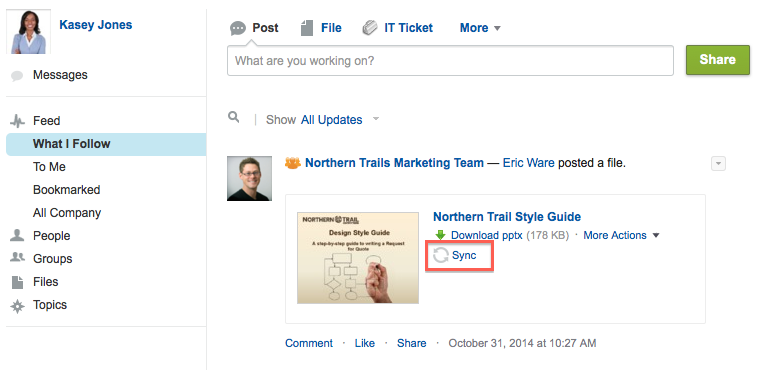 Kasey Jones
Messages
Feed
What I Follow
To Me
Bookmarked
All Company
People
Groups
Files
Topics
Post File IT Ticket More
What are you working on?
Share
Show All Updates
Northern Trails Marketing Team — Eric Ware posted a file.
NORTHERN TRAIL
Design Style Guide
A step-by-step guide to writing a Request
for Quote
Northern Trail Style Guide
Download pptx (178 KB) · More Actions
Sync
Comment · Like · Share · October 31, 2014 at 10:27 AM